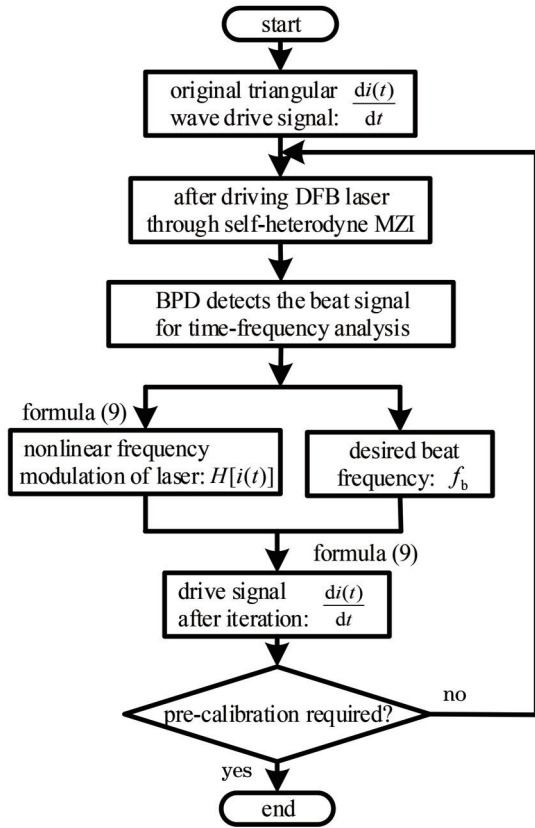 start
original triangular
wave drive signal: di(t)/dt
after driving DFB laser
through self-heterodyne MZI
BPD detects the beat signal
for time-frequency analysis
formula (9)
nonlinear frequency
modulation of laser: H[i(t)]
desired beat
frequency: f_b
formula (9)
drive signal
after iteration: di(t)/dt
pre-calibration required?
no
yes
end